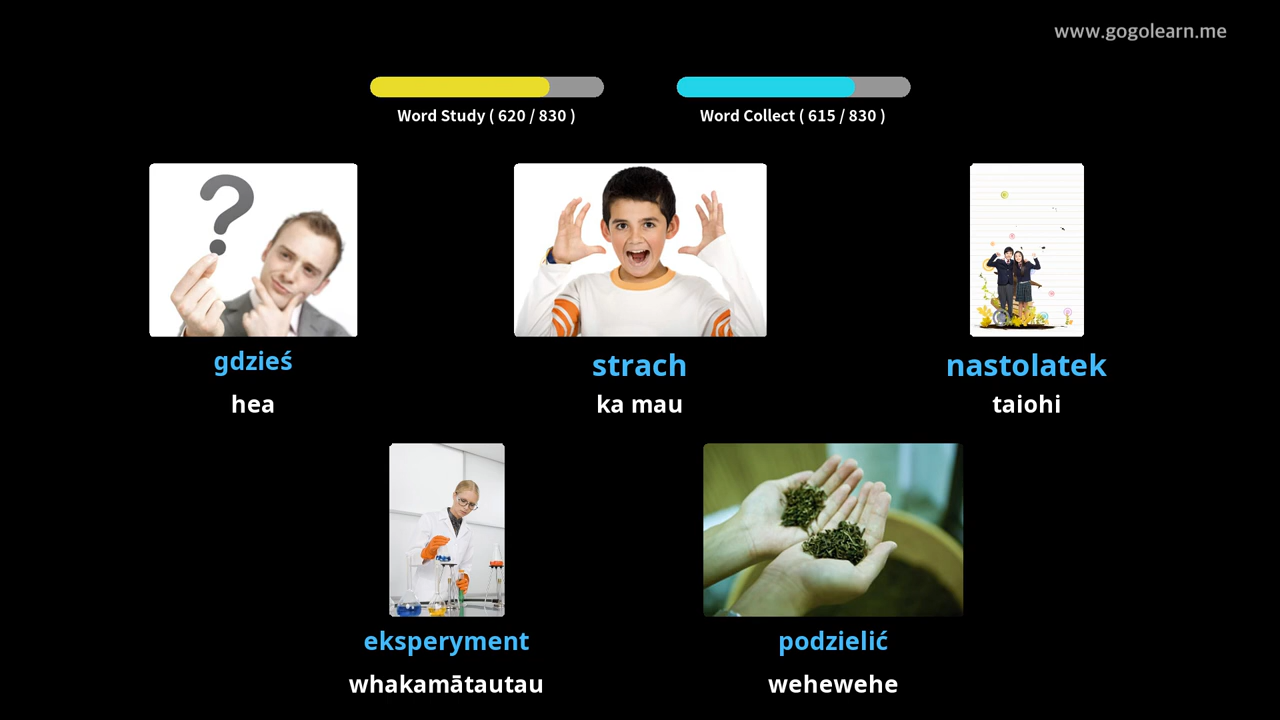 www.gogolearn.me
Word Study ( 620 / 830 )
Word Collect ( 615 / 830 )
gdzieś
strach
nastolatek
hea
ka mau
taiohi
eksperyment
podzielić
whakamātautau
wehewehe